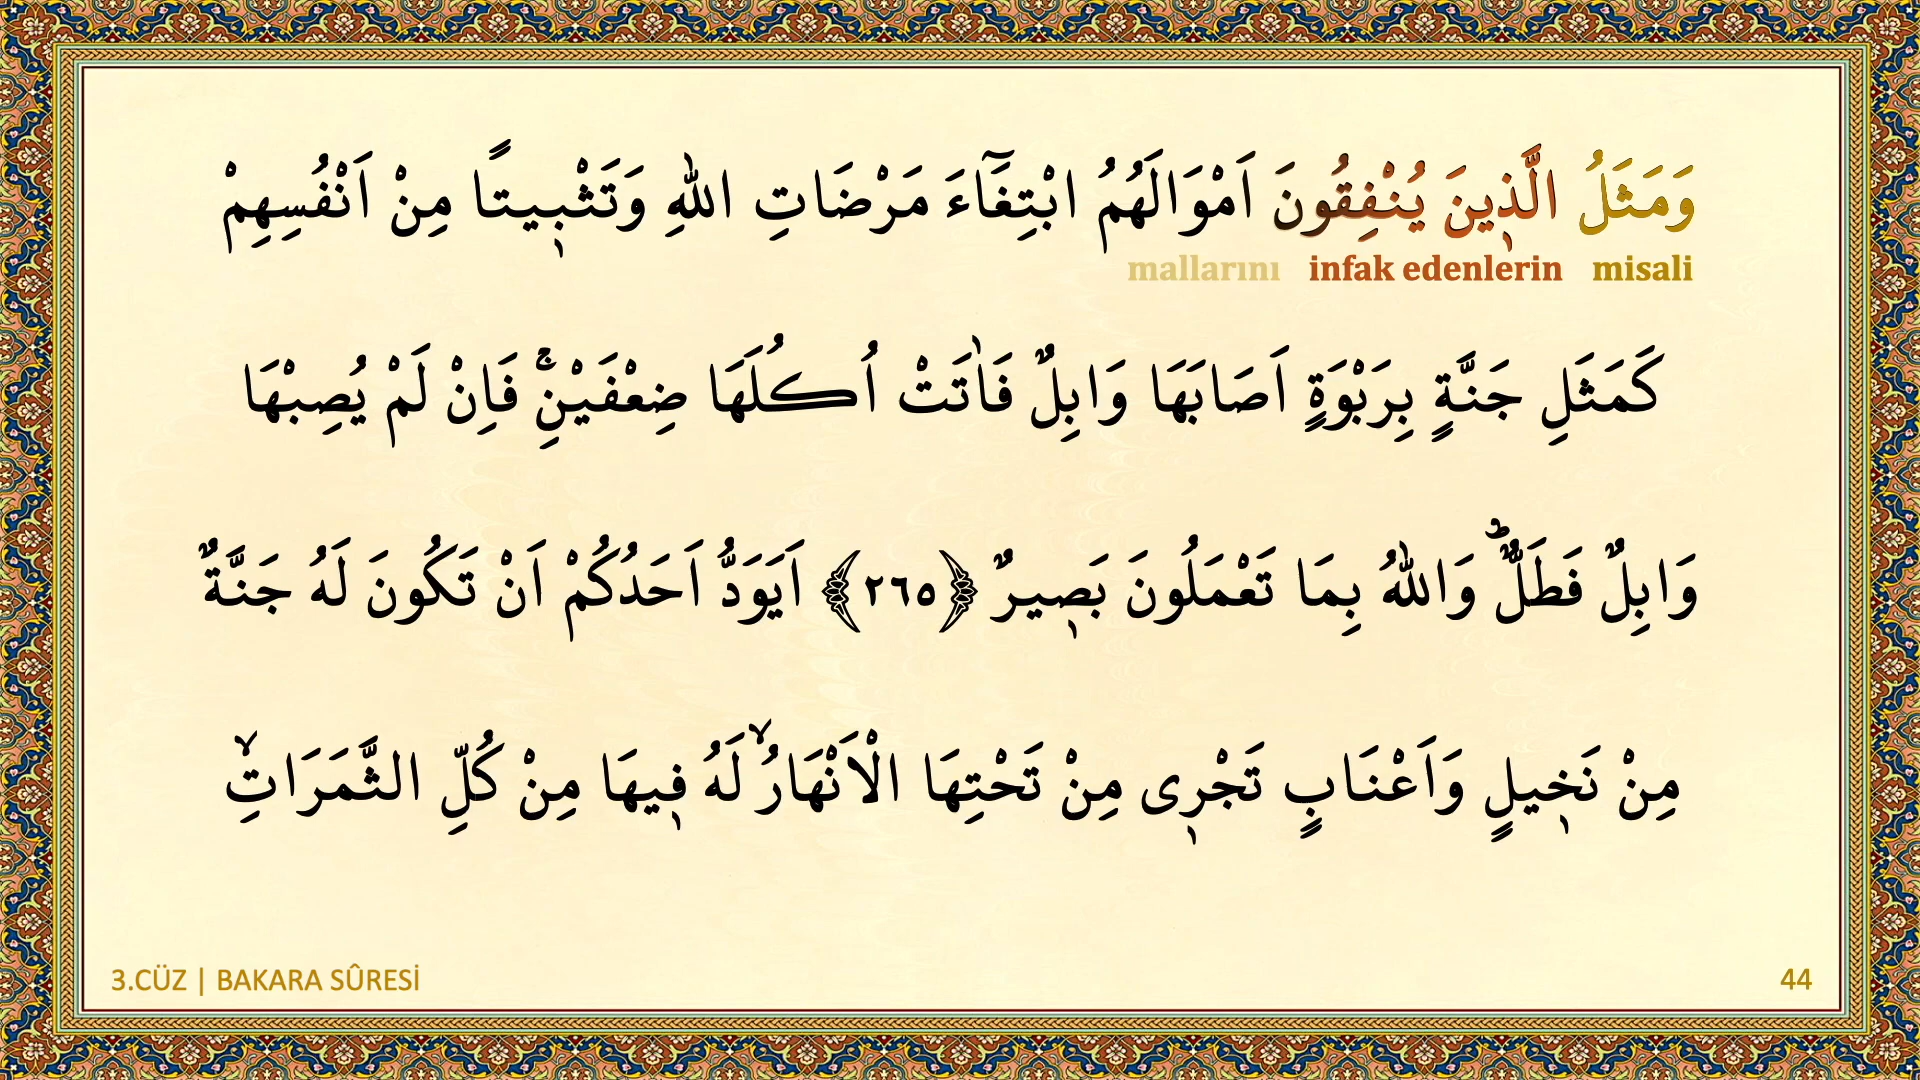 وَمَثَلُ الَّذ۪ينَ يُنْفِقُونَ اَمْوَالَهُمُ ابْتِغَٓاءَ مَرْضَاتِ اللّٰهِ وَتَثْب۪يتًا مِنْ اَنْفُسِهِمْ
misali infak edenlerin mallarını
كَمَثَلِ جَنَّةٍ بِرَبْوَةٍ اَصَابَهَا وَابِلٌ فَاٰتَتْ اُكُلَهَا ضِعْفَيْنِۚ فَاِنْ لَمْ يُصِبْهَا
وَابِلٌ فَطَلٌّۜ وَاللّٰهُ بِمَا تَعْمَلُونَ بَص۪يرٌ ﴿٢٦٥﴾ اَيَوَدُّ اَحَدُكُمْ اَنْ تَكُونَ لَهُ جَنَّةٌ
مِنْ نَخ۪يلٍ وَاَعْنَابٍ تَجْر۪ى مِنْ تَحْتِهَا الْاَنْهَارُۙ لَهُ ف۪يهَا مِنْ كُلِّ الثَّمَرَاتِۙ
3.CÜZ | BAKARA SÛRESİ
44